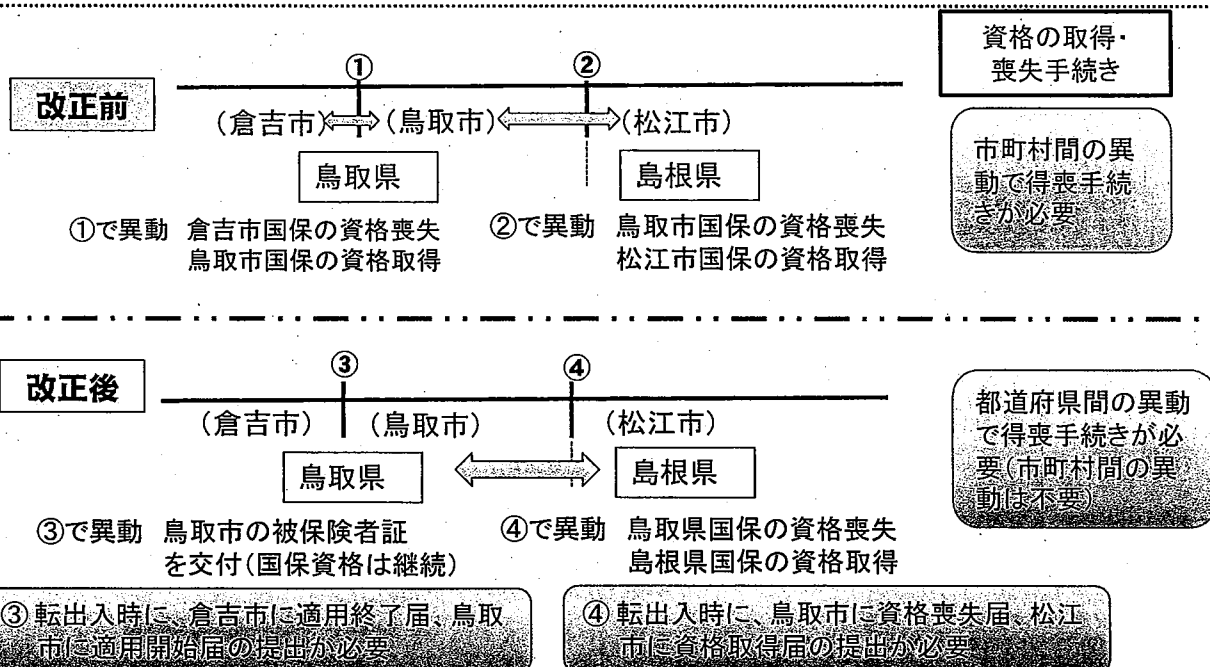 資格の取得・
喪失手続き
改正前
①
②
(倉吉市)
(鳥取市)
(松江市)
鳥取県
島根県
市町村間の異
動で得喪手続
きが必要
①で異動 倉吉市国保の資格喪失
鳥取市国保の資格取得
②で異動 鳥取市国保の資格喪失
松江市国保の資格取得
改正後
③
④
(倉吉市)
(鳥取市)
(松江市)
鳥取県
島根県
都道府県間の異動
で得喪手続きが必
要(市町村間の異
動は不要)
③で異動 鳥取市の被保険者証
を交付(国保資格は継続)
④で異動 鳥取県国保の資格喪失
島根県国保の資格取得
③ 転出入時に、倉吉市に適用終了届、鳥取
市に適用開始届の提出が必要
④ 転出入時に、鳥取市に資格喪失届、松江
市に資格取得届の提出が必要